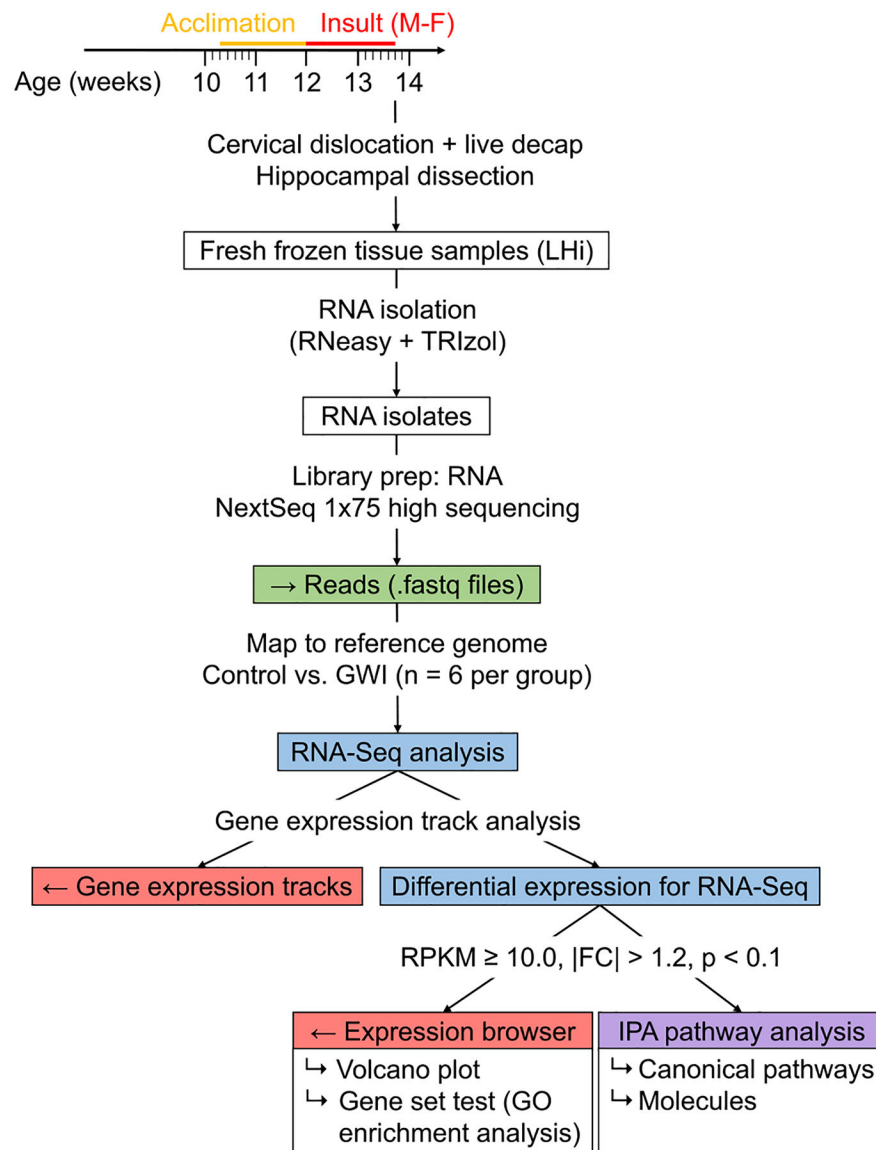 Acclimation Insult (M-F)
Age (weeks) 10 11 12 13 14
Cervical dislocation + live decap
Hippocampal dissection
Fresh frozen tissue samples (LHi)
RNA isolation
(RNeasy + TRIzol)
RNA isolates
Library prep: RNA
NextSeq 1x75 high sequencing
→ Reads (.fastq files)
Map to reference genome
Control vs. GWI (n = 6 per group)
RNA-Seq analysis
Gene expression track analysis
← Gene expression tracks
Differential expression for RNA-Seq
RPKM ≥ 10.0, |FC| > 1.2, p < 0.1
← Expression browser
↳ Volcano plot
↳ Gene set test (GO
enrichment analysis)
IPA pathway analysis
↳ Canonical pathways
↳ Molecules